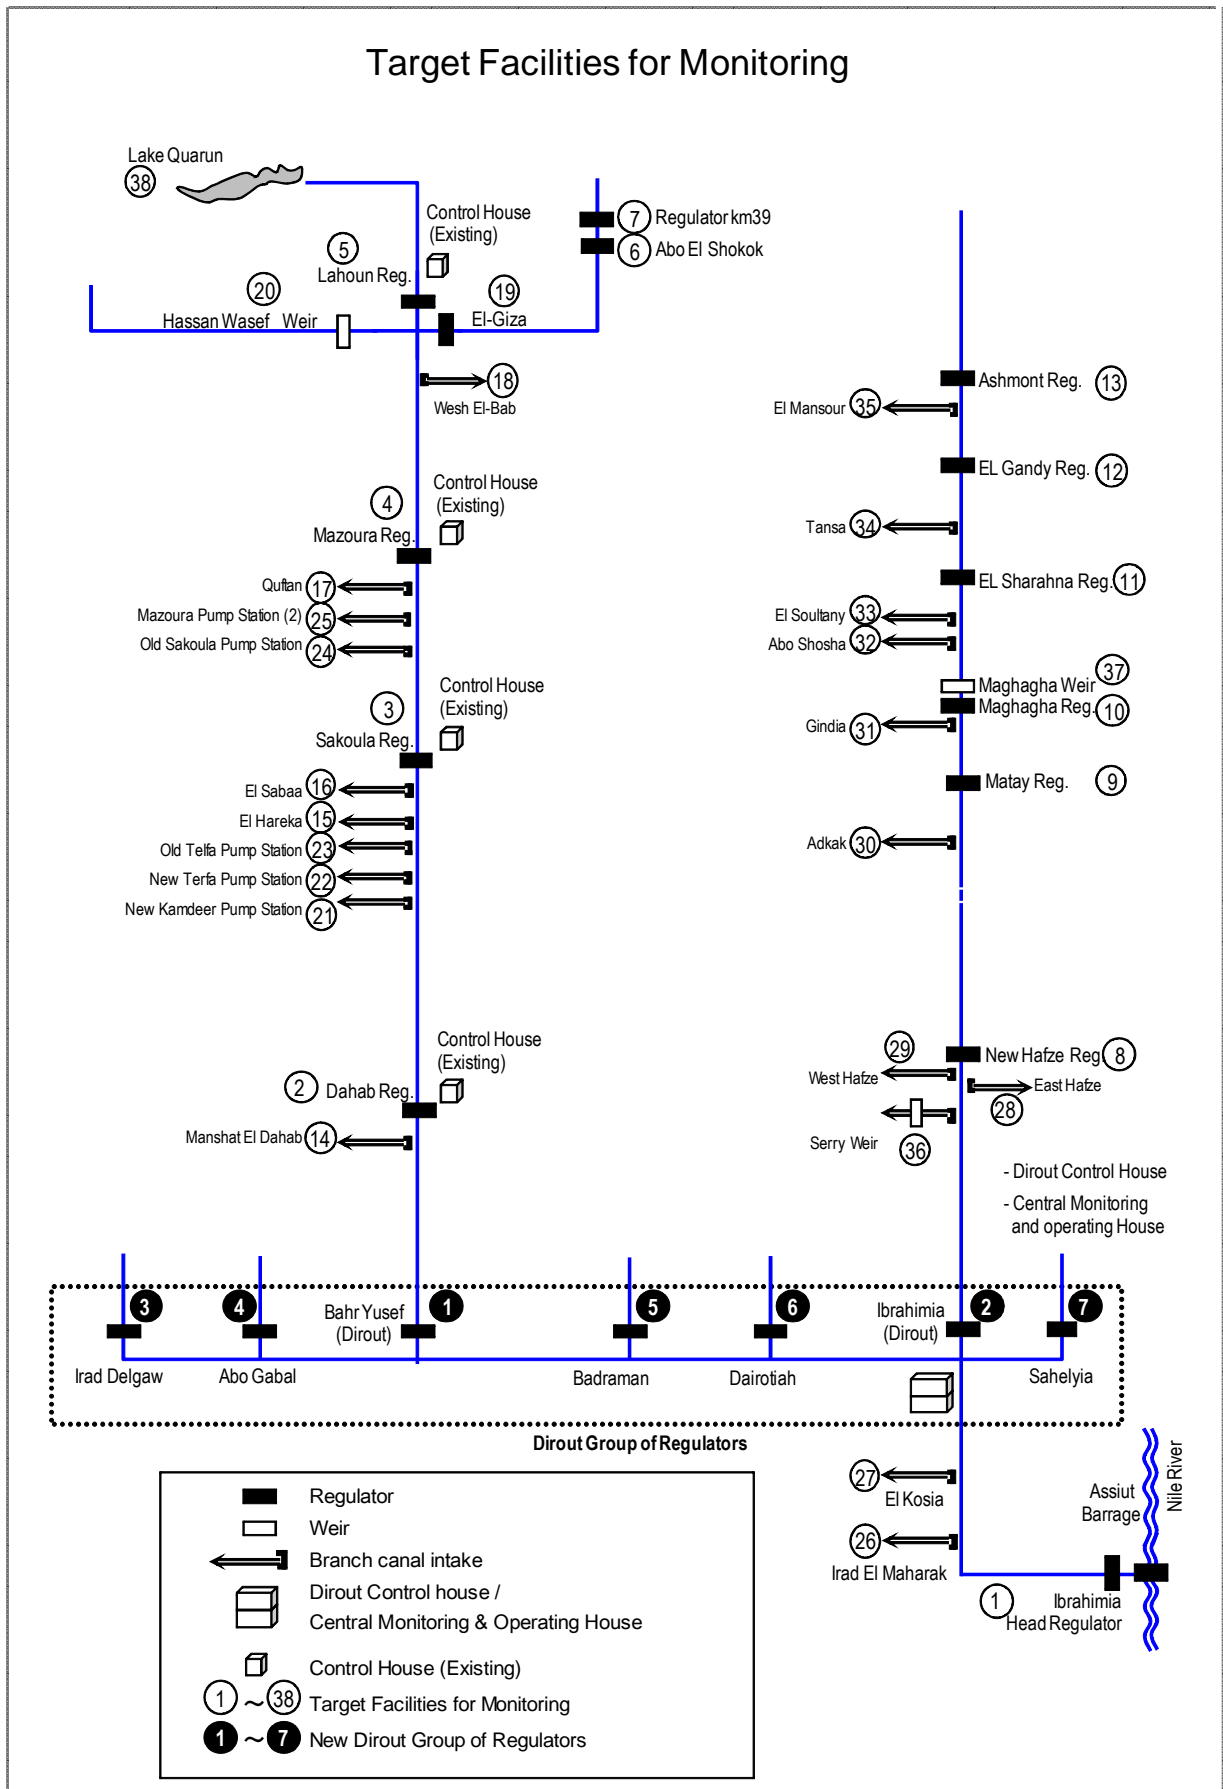 Target Facilities for Monitoring
Lake Quarun
38
Control House
(Existing)
5
Lahoun Reg.
7
Regulator km39
6
Abo El Shokok
20
Hassan Wasef Weir
19
El-Giza
18
Wesh El-Bab
Ashmont Reg.
13
El Mansour
35
EL Gandy Reg.
12
Control House
(Existing)
4
Mazoura Reg.
Tansa
34
Quftan
17
Mazoura Pump Station (2)
25
Old Sakoula Pump Station
24
EL Sharahna Reg.
11
El Soultany
33
Abo Shosha
32
37
Maghagha Weir
Maghagha Reg.
10
Gindia
31
Control House
(Existing)
3
Sakoula Reg.
Matay Reg.
9
El Sabaa
16
El Hareka
15
Old Telfa Pump Station
23
New Terfa Pump Station
22
New Kamdeer Pump Station
21
Adkak
30
Control House
(Existing)
2
Dahab Reg.
Manshat El Dahab
14
New Hafze Reg.
8
29
West Hafze
East Hafze
28
Serry Weir
36
- Dirout Control House
- Central Monitoring
and operating House
3
4
Bahr Yusef
(Dirout)
1
5
6
Ibrahimia
(Dirout)
2
7
Irad Delgaw
Abo Gabal
Badraman
Dairotiah
Sahelyia
Dirout Group of Regulators
27
El Kosia
26
Irad El Maharak
Assiut
Barrage
Nile River
1
Ibrahimia
Head Regulator
Regulator
Weir
Branch canal intake
Dirout Control house /
Central Monitoring & Operating House
Control House (Existing)
1 ~ 38 Target Facilities for Monitoring
1 ~ 7 New Dirout Group of Regulators